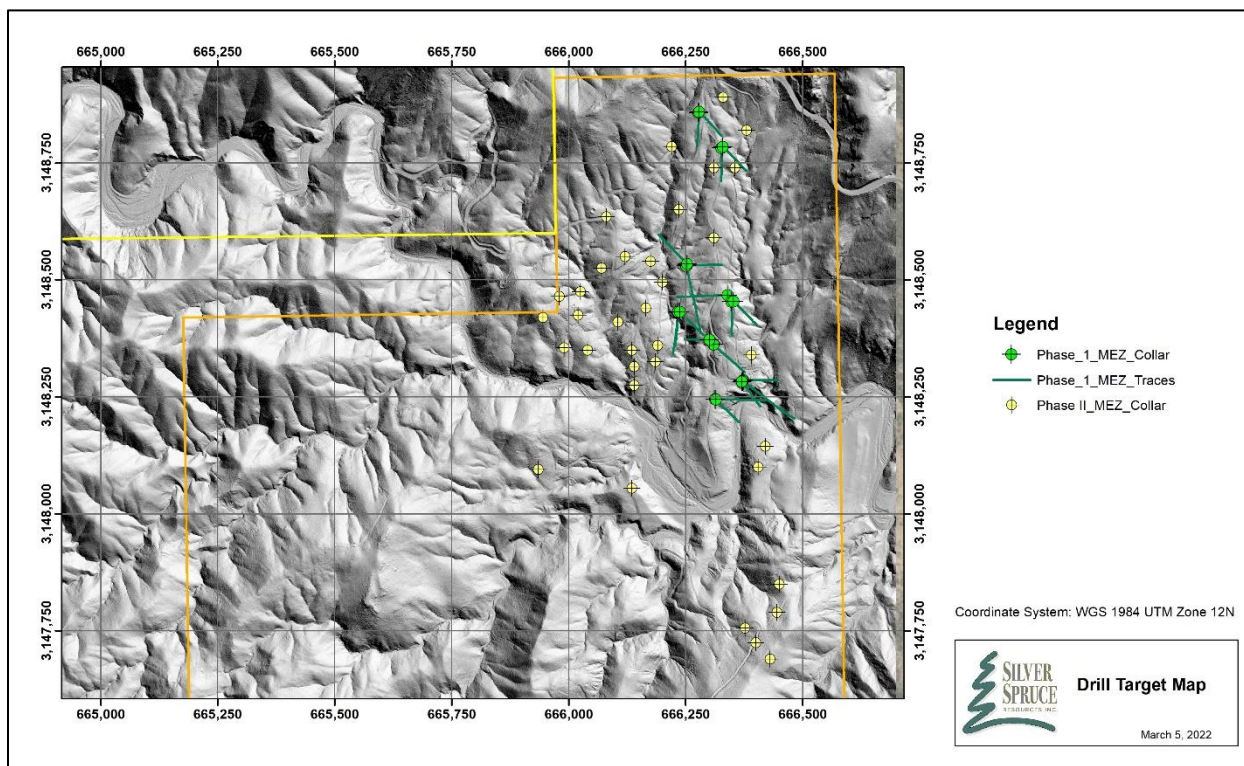 665,000 665,250 665,500 665,750 666,000 666,250 666,500
3,148,750
3,148,500
3,148,250
3,148,000
3,147,750
3,148,750
3,148,500
3,148,250
3,148,000
3,147,750
665,000 665,250 665,500 665,750 666,000 666,250 666,500
Legend
Phase_1_MEZ_Collar
Phase_1_MEZ_Traces
Phase II_MEZ_Collar
Coordinate System: WGS 1984 UTM Zone 12N
SILVER
SPRUCE
RESOURCES INC.
Drill Target Map
March 5, 2022